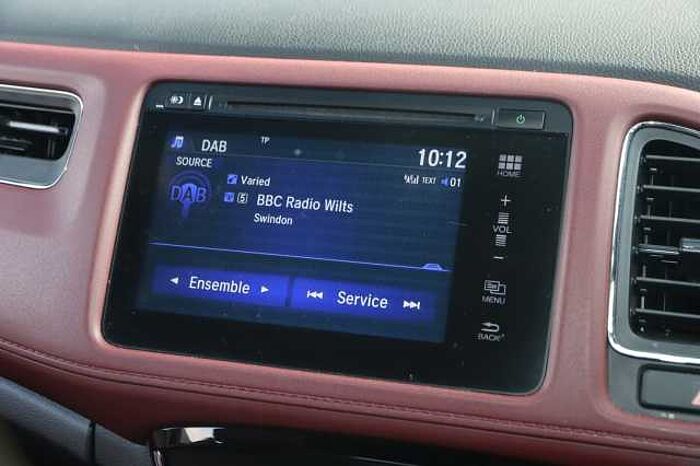 DAB
TP
10:12
SOURCE
TEXT 01
DAB
Varied
5 BBC Radio Wilts
Swindon
Ensemble
Service
HOME
+
VOL
−
MENU
BACK